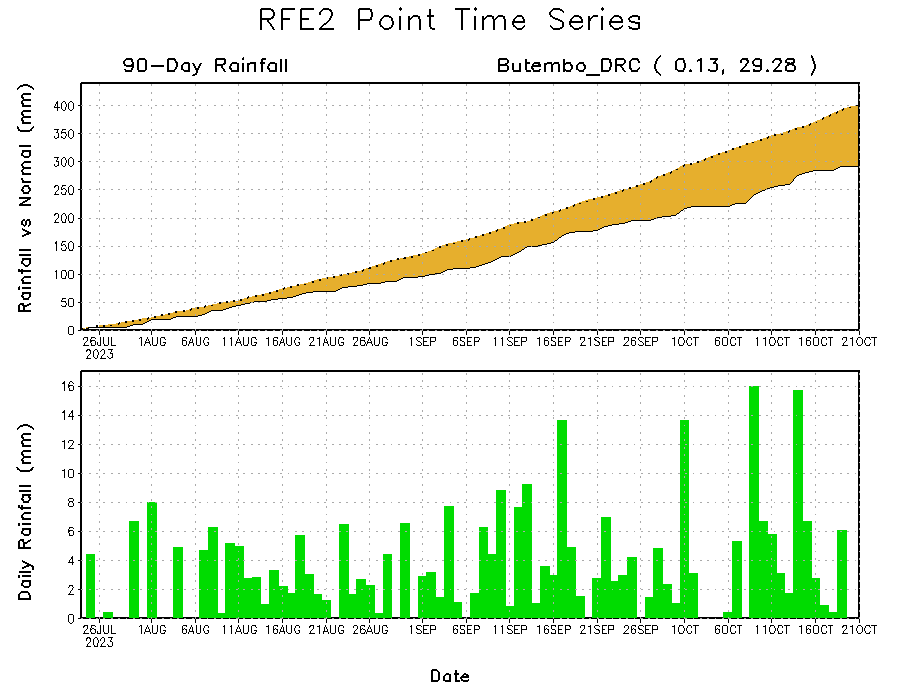 RFE2 Point Time Series
90-Day Rainfall
Butembo_DRC ( 0.13, 29.28 )
Rainfall vs Normal (mm)
400
350
300
250
200
150
100
50
0
26JUL 1AUG 6AUG 11AUG 16AUG 21AUG 26AUG 1SEP 6SEP 11SEP 16SEP 21SEP 26SEP 1OCT 6OCT 11OCT 16OCT 21OCT
2023
Daily Rainfall (mm)
16
14
12
10
8
6
4
2
0
26JUL 1AUG 6AUG 11AUG 16AUG 21AUG 26AUG 1SEP 6SEP 11SEP 16SEP 21SEP 26SEP 1OCT 6OCT 11OCT 16OCT 21OCT
2023
Date